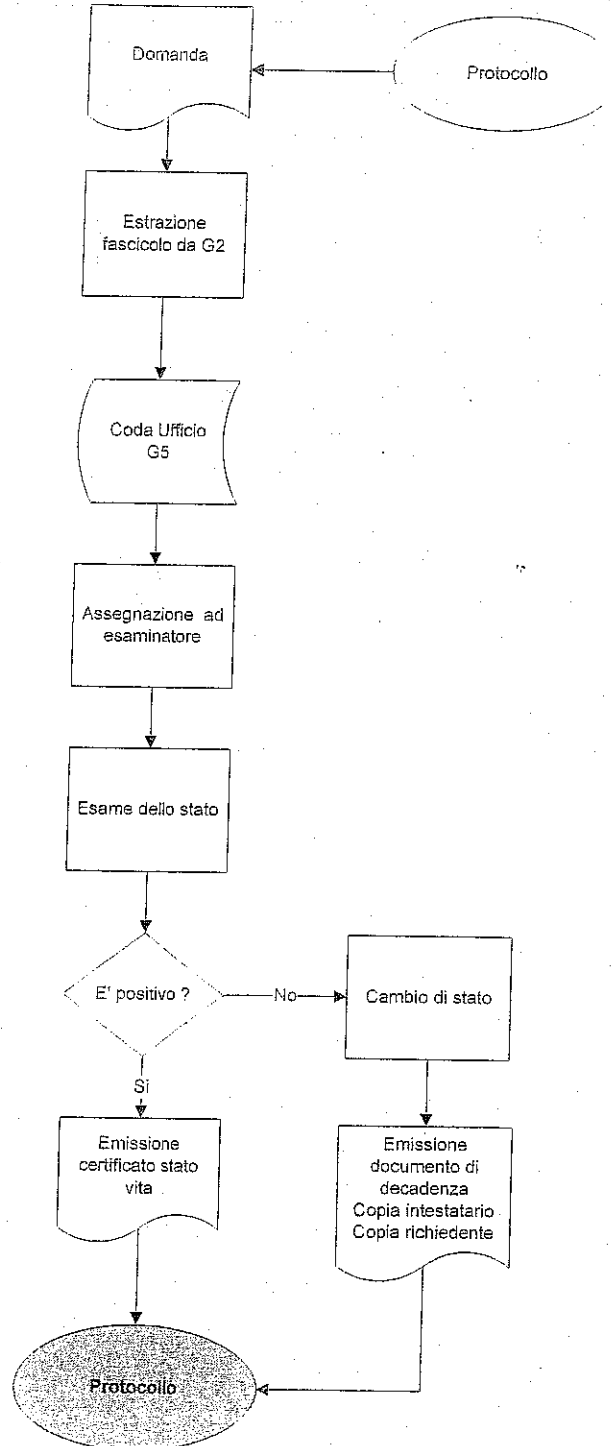 Domanda
Protocollo
Estrazione
fascicolo da G2
Coda Ufficio
G5
Assegnazione ad
esaminatore
Esame dello stato
E' positivo ?
No
Cambio di stato
Si
Emissione
certificato stato
vita
Emissione
documento di
decadenza
Copia intestatario
Copia richiedente
Protocollo